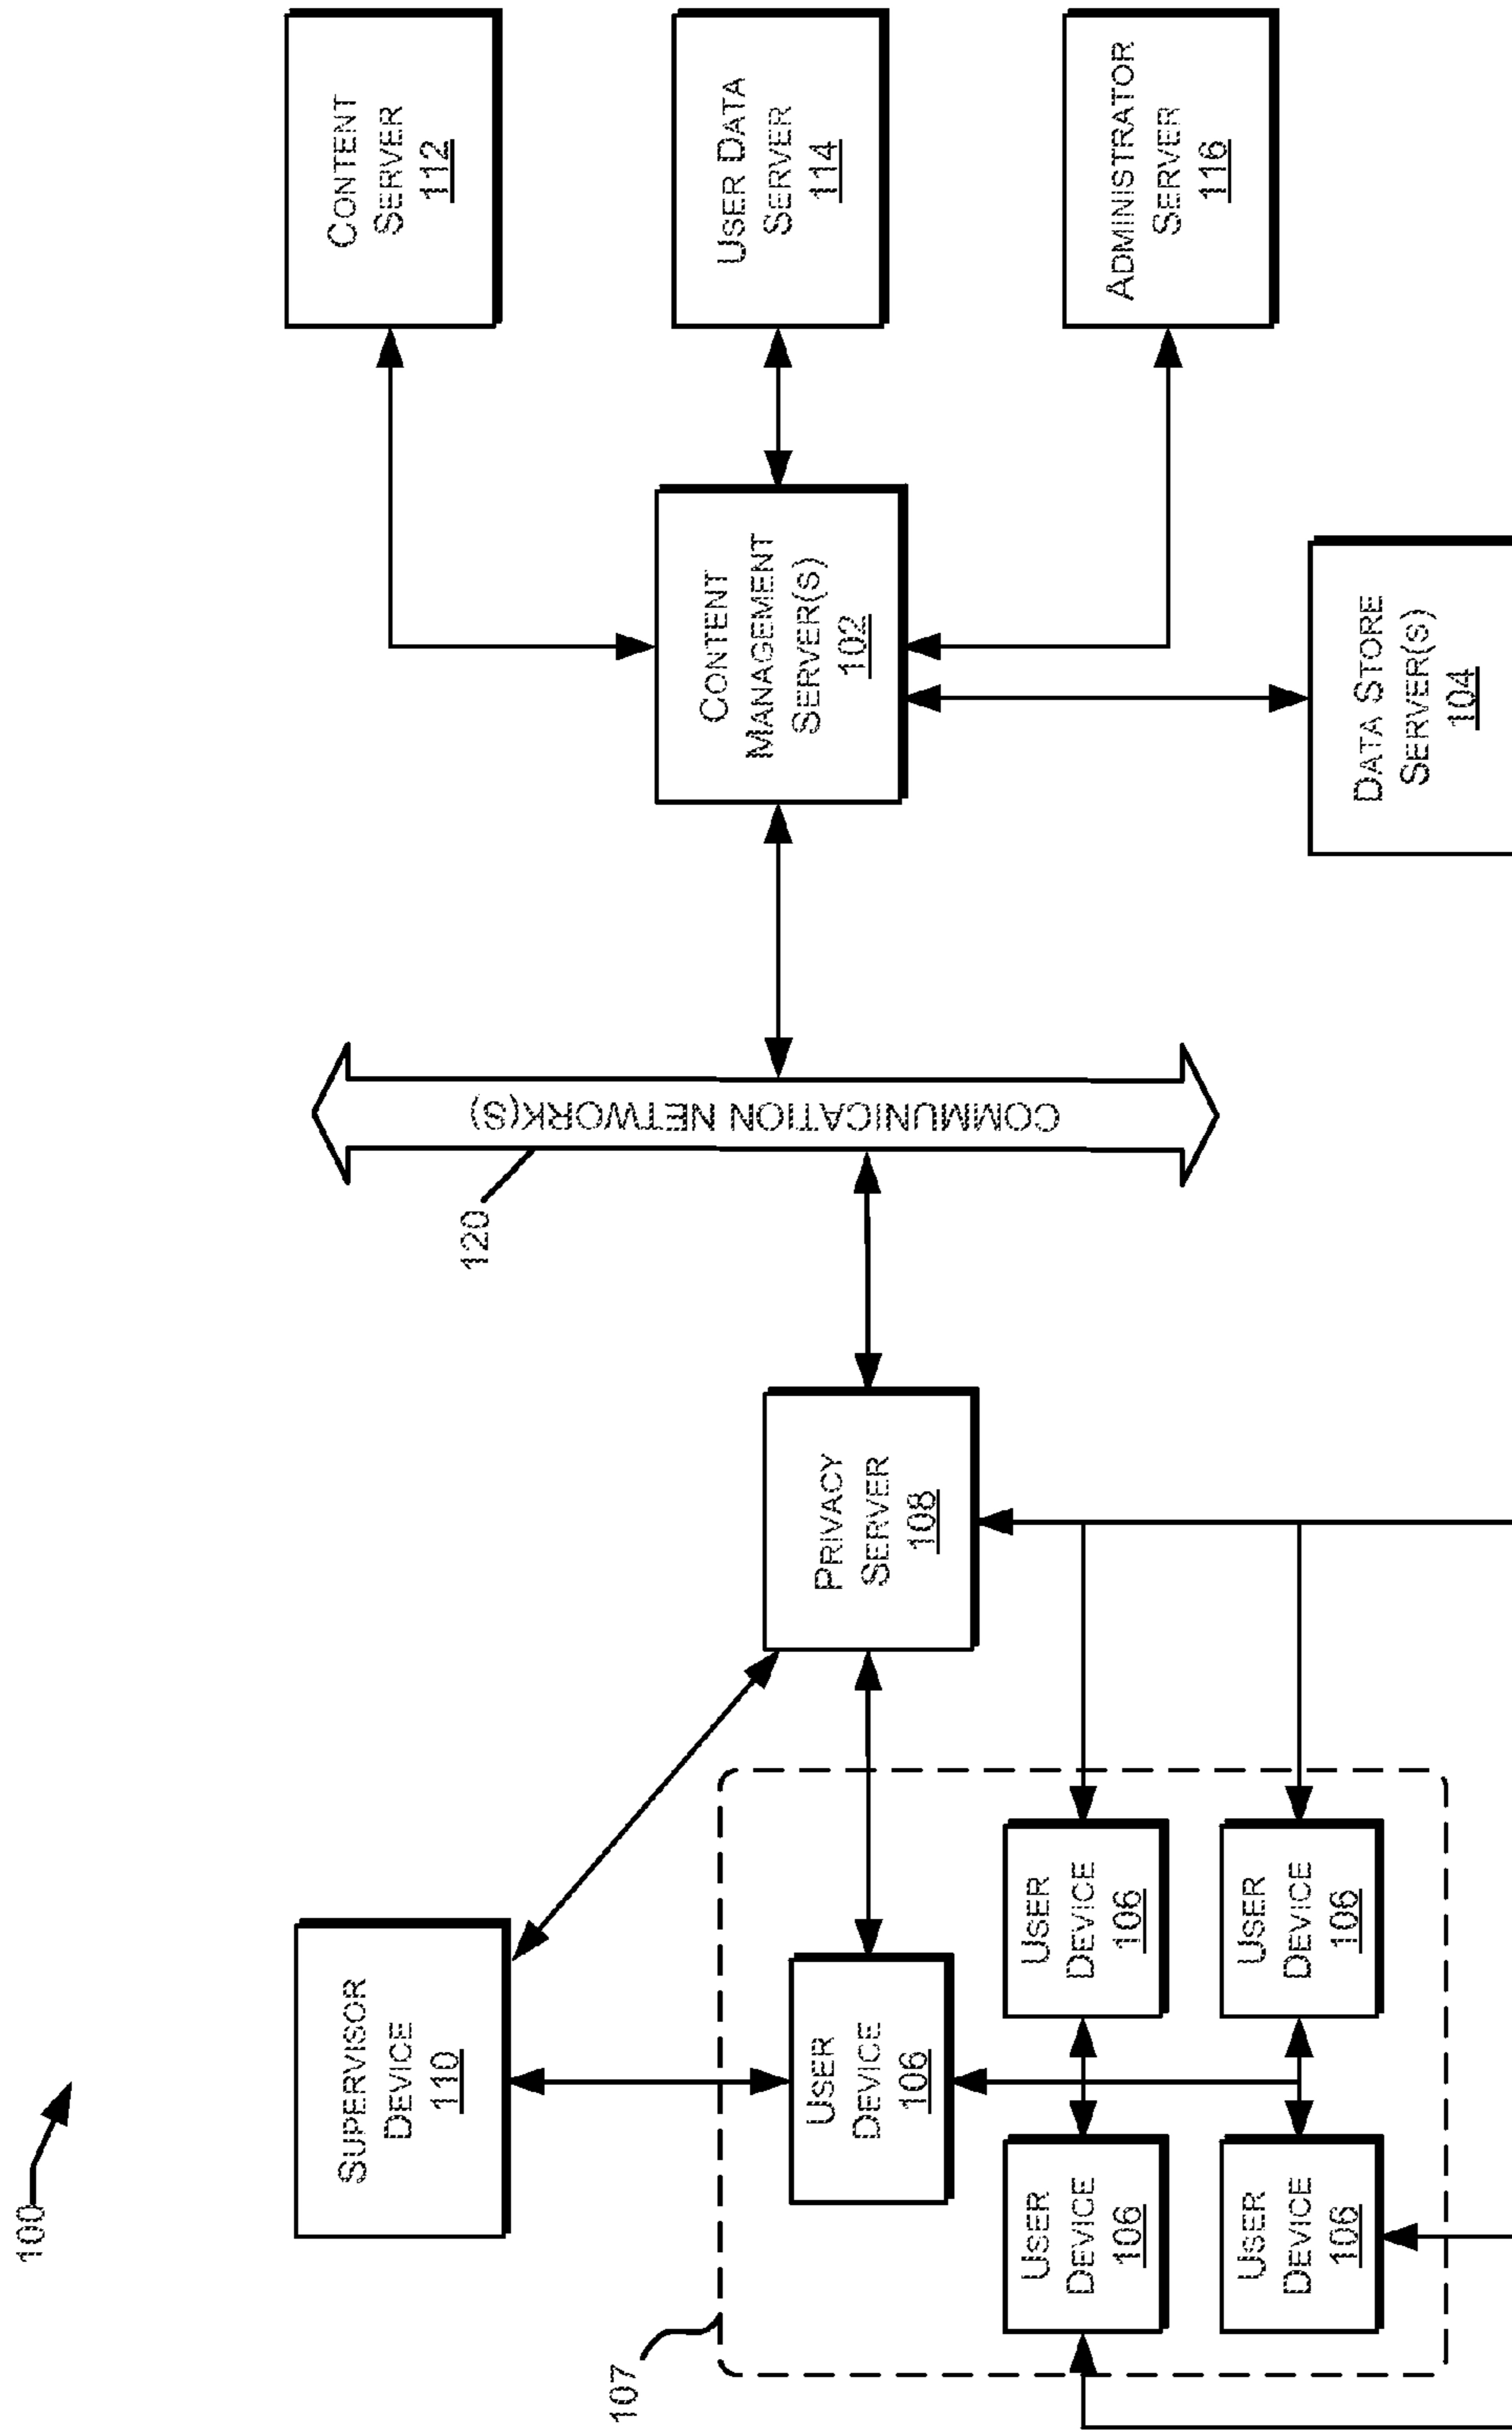 100
SUPERVISOR
DEVICE
110
107
USER
DEVICE
106
USER
DEVICE
106
USER
DEVICE
106
USER
DEVICE
106
USER
DEVICE
106
PRIVACY
SERVER
108
120
COMMUNICATION NETWORK(S)
CONTENT
MANAGEMENT
SERVER(S)
102
DATA STORE
SERVER(S)
104
CONTENT
SERVER
112
USER DATA
SERVER
114
ADMINISTRATOR
SERVER
116